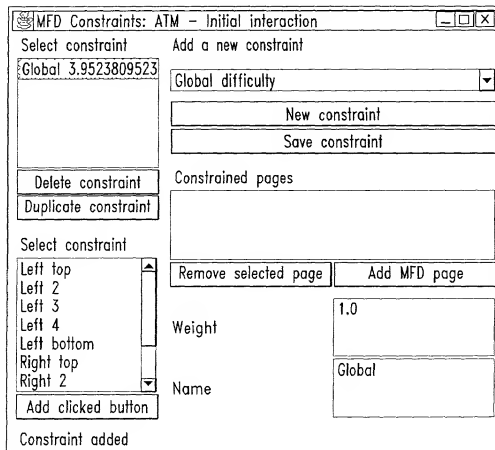 MFD Constraints: ATM - Initial interaction
Select constraint
Global 3.9523809523
Delete constraint
Duplicate constraint
Select constraint
Left top
Left 2
Left 3
Left 4
Left bottom
Right top
Right 2
Add clicked button
Constraint added
Add a new constraint
Global difficulty
New constraint
Save constraint
Constrained pages
Remove selected page
Add MFD page
Weight
1.0
Name
Global